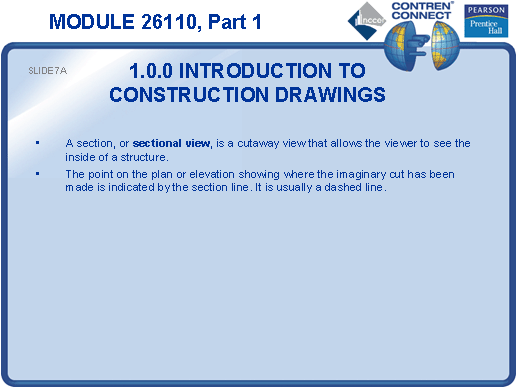 MODULE 26110, Part 1
nccer
CONTREN®
CONNECT
PEARSON
Prentice
Hall
SLIDE 7A
1.0.0 INTRODUCTION TO
CONSTRUCTION DRAWINGS
• A section, or sectional view, is a cutaway view that allows the viewer to see the
inside of a structure.
• The point on the plan or elevation showing where the imaginary cut has been
made is indicated by the section line. It is usually a dashed line.